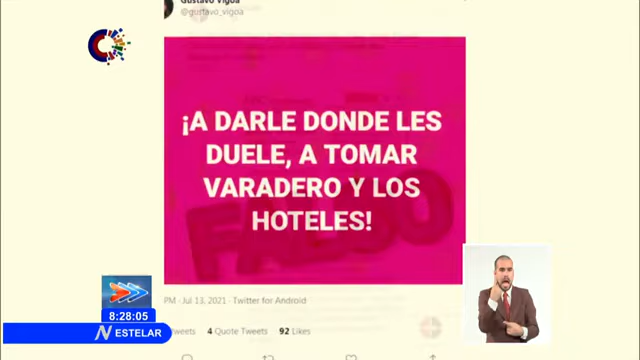 Gustavo Vigoa
@gustavo_vigoa
¡A DARLE DONDE LES
DUELE, A TOMAR
VARADERO Y LOS
HOTELES!
FALSO
PM · Jul 13, 2021 · Twitter for Android
4 Quote Tweets 92 Likes
8:28:05
N ESTELAR